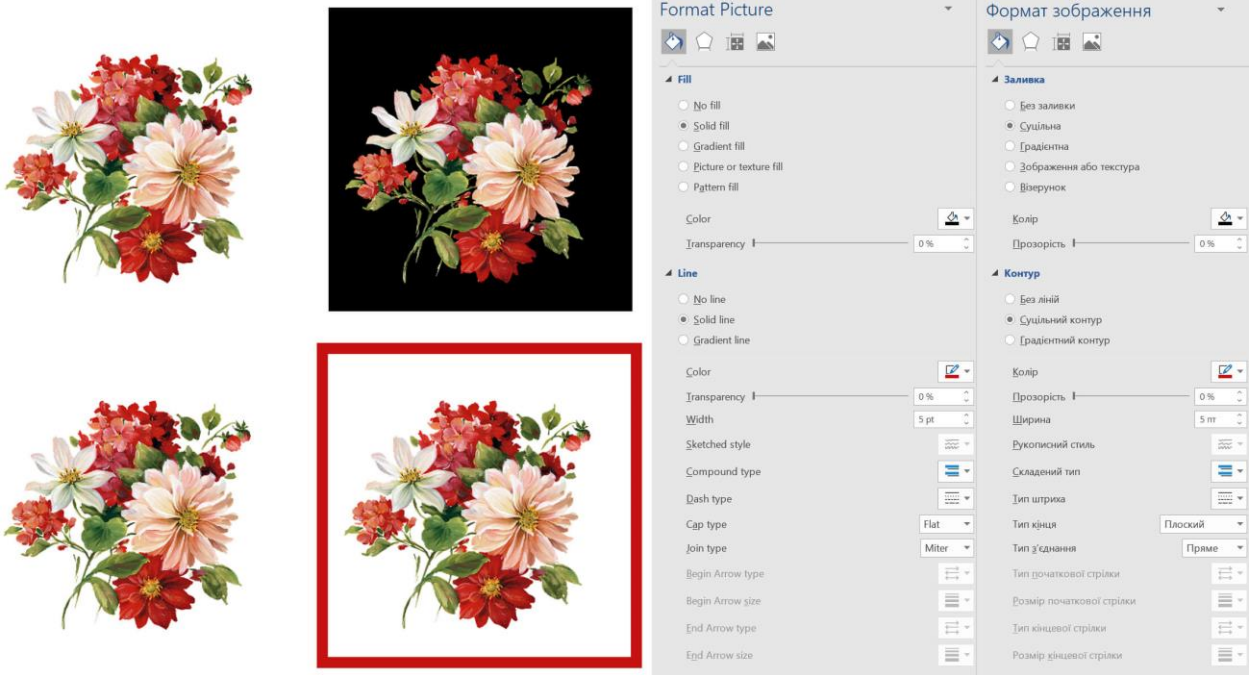 Format Picture
Fill
No fill
Solid fill
Gradient fill
Picture or texture fill
Pattern fill
Color
Transparency 0 %
Line
No line
Solid line
Gradient line
Color
Transparency 0 %
Width 5 pt
Sketched style
Compound type
Dash type
Cap type Flat
Join type Miter
Begin Arrow type
Begin Arrow size
End Arrow type
End Arrow size
Формат зображення
Заливка
Без заливки
Суцільна
Градієнтна
Зображення або текстура
Візерунок
Колір
Прозорість 0 %
Контур
Без ліній
Суцільний контур
Градієнтний контур
Колір
Прозорість 0 %
Ширина 5 пт
Рукописний стиль
Складений тип
Тип штриха
Тип кінця Плоский
Тип з'єднання Пряме
Тип початкової стрілки
Розмір початкової стрілки
Тип кінцевої стрілки
Розмір кінцевої стрілки